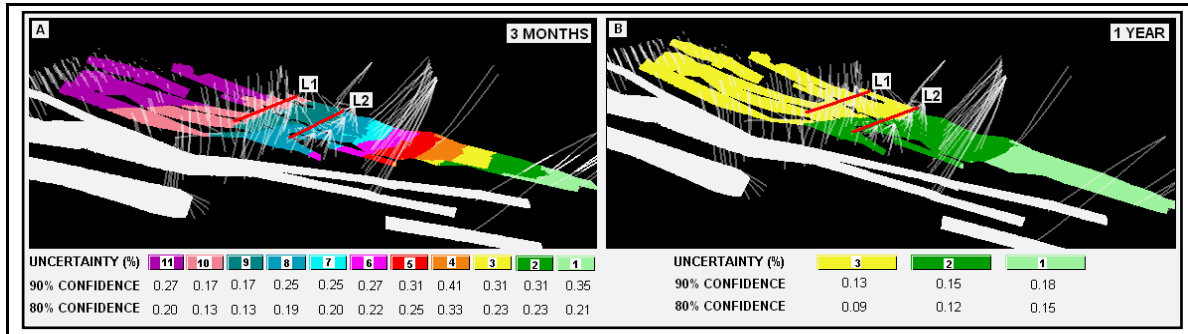 A
3 MONTHS
L1
L2
UNCERTAINTY (%) 11 10 9 8 7 6 5 4 3 2 1
90% CONFIDENCE 0.27 0.17 0.17 0.25 0.25 0.27 0.31 0.41 0.31 0.31 0.35
80% CONFIDENCE 0.20 0.13 0.13 0.19 0.20 0.22 0.25 0.33 0.23 0.23 0.21
B
1 YEAR
L1
L2
UNCERTAINTY (%) 3 2 1
90% CONFIDENCE 0.13 0.15 0.18
80% CONFIDENCE 0.09 0.12 0.15